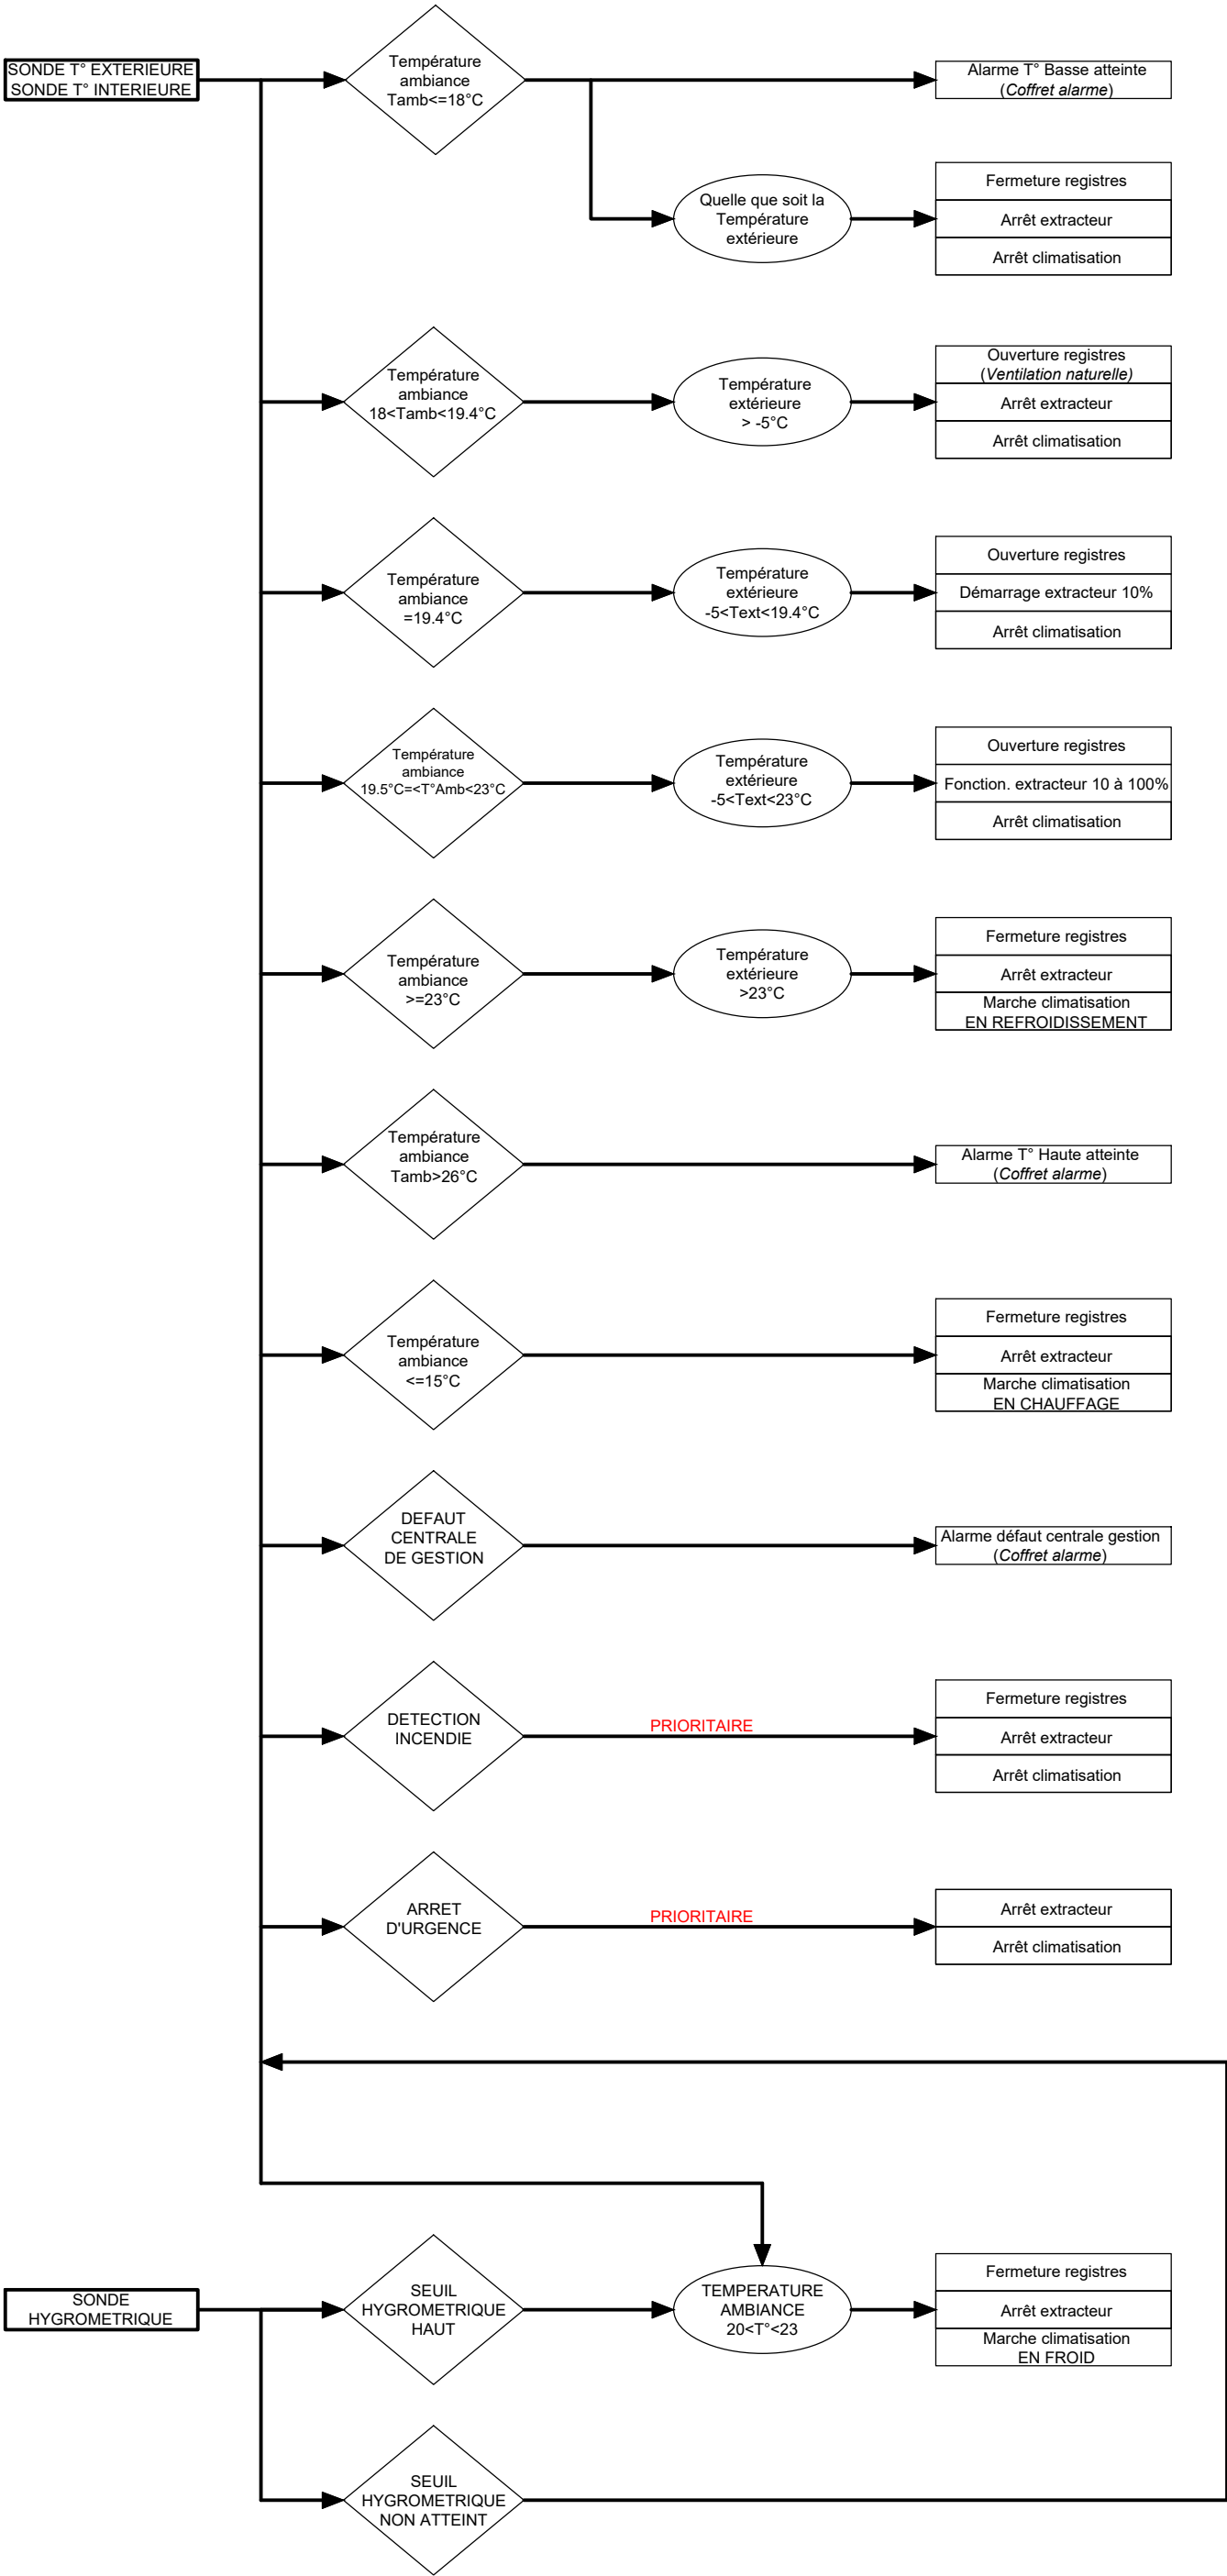 SONDE T° EXTERIEURE
SONDE T° INTERIEURE
Température
ambiance
Tamb<=18°C
Alarme T° Basse atteinte
(Coffret alarme)
Quelle que soit la
Température
extérieure
Fermeture registres
Arrêt extracteur
Arrêt climatisation
Température
ambiance
18<Tamb<19.4°C
Température
extérieure
> -5°C
Ouverture registres
(Ventilation naturelle)
Arrêt extracteur
Arrêt climatisation
Température
ambiance
=19.4°C
Température
extérieure
-5<Text<19.4°C
Ouverture registres
Démarrage extracteur 10%
Arrêt climatisation
Température
ambiance
19.5°C=<T°Amb<23°C
Température
extérieure
-5<Text<23°C
Ouverture registres
Fonction. extracteur 10 à 100%
Arrêt climatisation
Température
ambiance
>=23°C
Température
extérieure
>23°C
Fermeture registres
Arrêt extracteur
Marche climatisation
EN REFROIDISSEMENT
Température
ambiance
Tamb>26°C
Alarme T° Haute atteinte
(Coffret alarme)
Température
ambiance
<=15°C
Fermeture registres
Arrêt extracteur
Marche climatisation
EN CHAUFFAGE
DEFAUT
CENTRALE
DE GESTION
Alarme défaut centrale gestion
(Coffret alarme)
DETECTION
INCENDIE
PRIORITAIRE
Fermeture registres
Arrêt extracteur
Arrêt climatisation
ARRET
D'URGENCE
PRIORITAIRE
Arrêt extracteur
Arrêt climatisation
SONDE
HYGROMETRIQUE
SEUIL
HYGROMETRIQUE
HAUT
TEMPERATURE
AMBIANCE
20<T°<23
Fermeture registres
Arrêt extracteur
Marche climatisation
EN FROID
SEUIL
HYGROMETRIQUE
NON ATTEINT